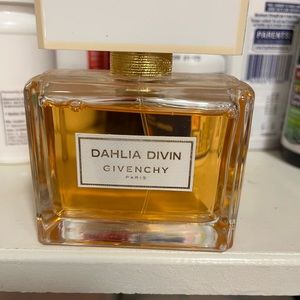 PARENTS
DAHLIA DIVIN
GIVENCHY
PARIS